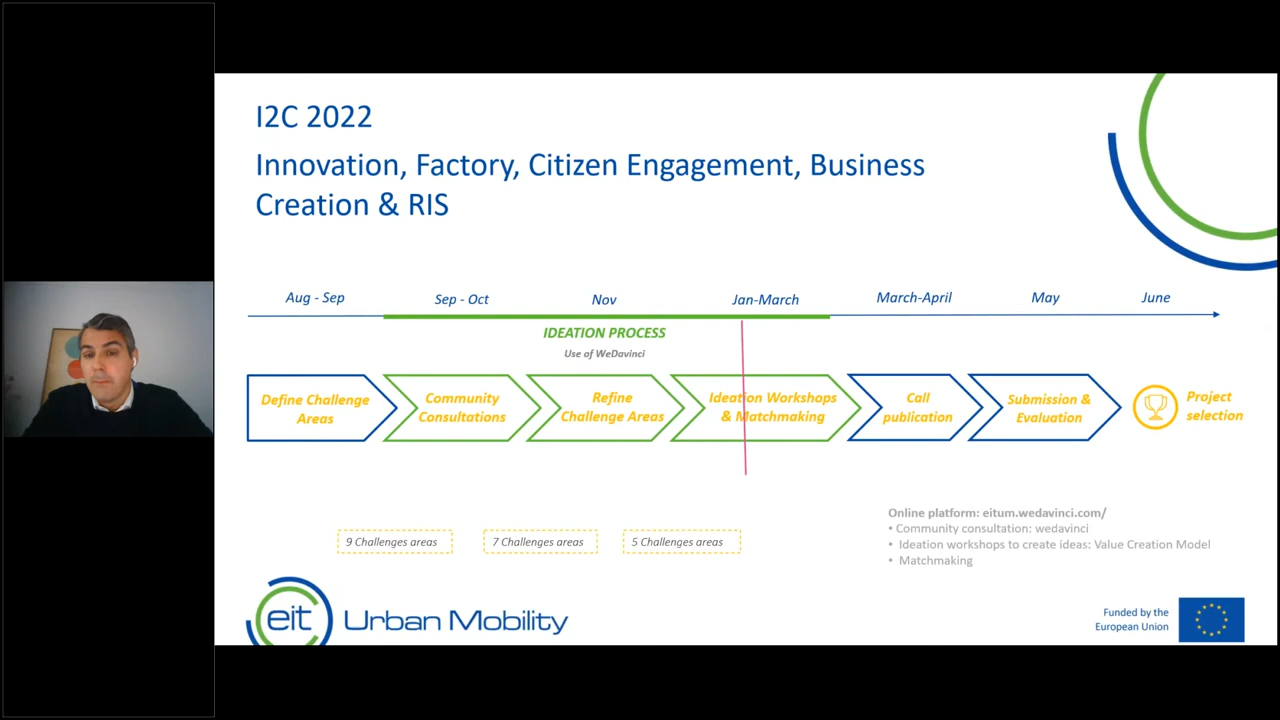 I2C 2022
Innovation, Factory, Citizen Engagement, Business
Creation & RIS
Aug - Sep
Sep - Oct
Nov
Jan-March
March-April
May
June
IDEATION PROCESS
Use of WeDavinci
Define Challenge
Areas
Community
Consultations
Refine
Challenge Areas
Ideation Workshops
& Matchmaking
Call
publication
Submission &
Evaluation
Project
selection
9 Challenges areas
7 Challenges areas
5 Challenges areas
Online platform: eitum.wedavinci.com/
• Community consultation: wedavinci
• Ideation workshops to create ideas: Value Creation Model
• Matchmaking
eit Urban Mobility
Funded by the
European Union